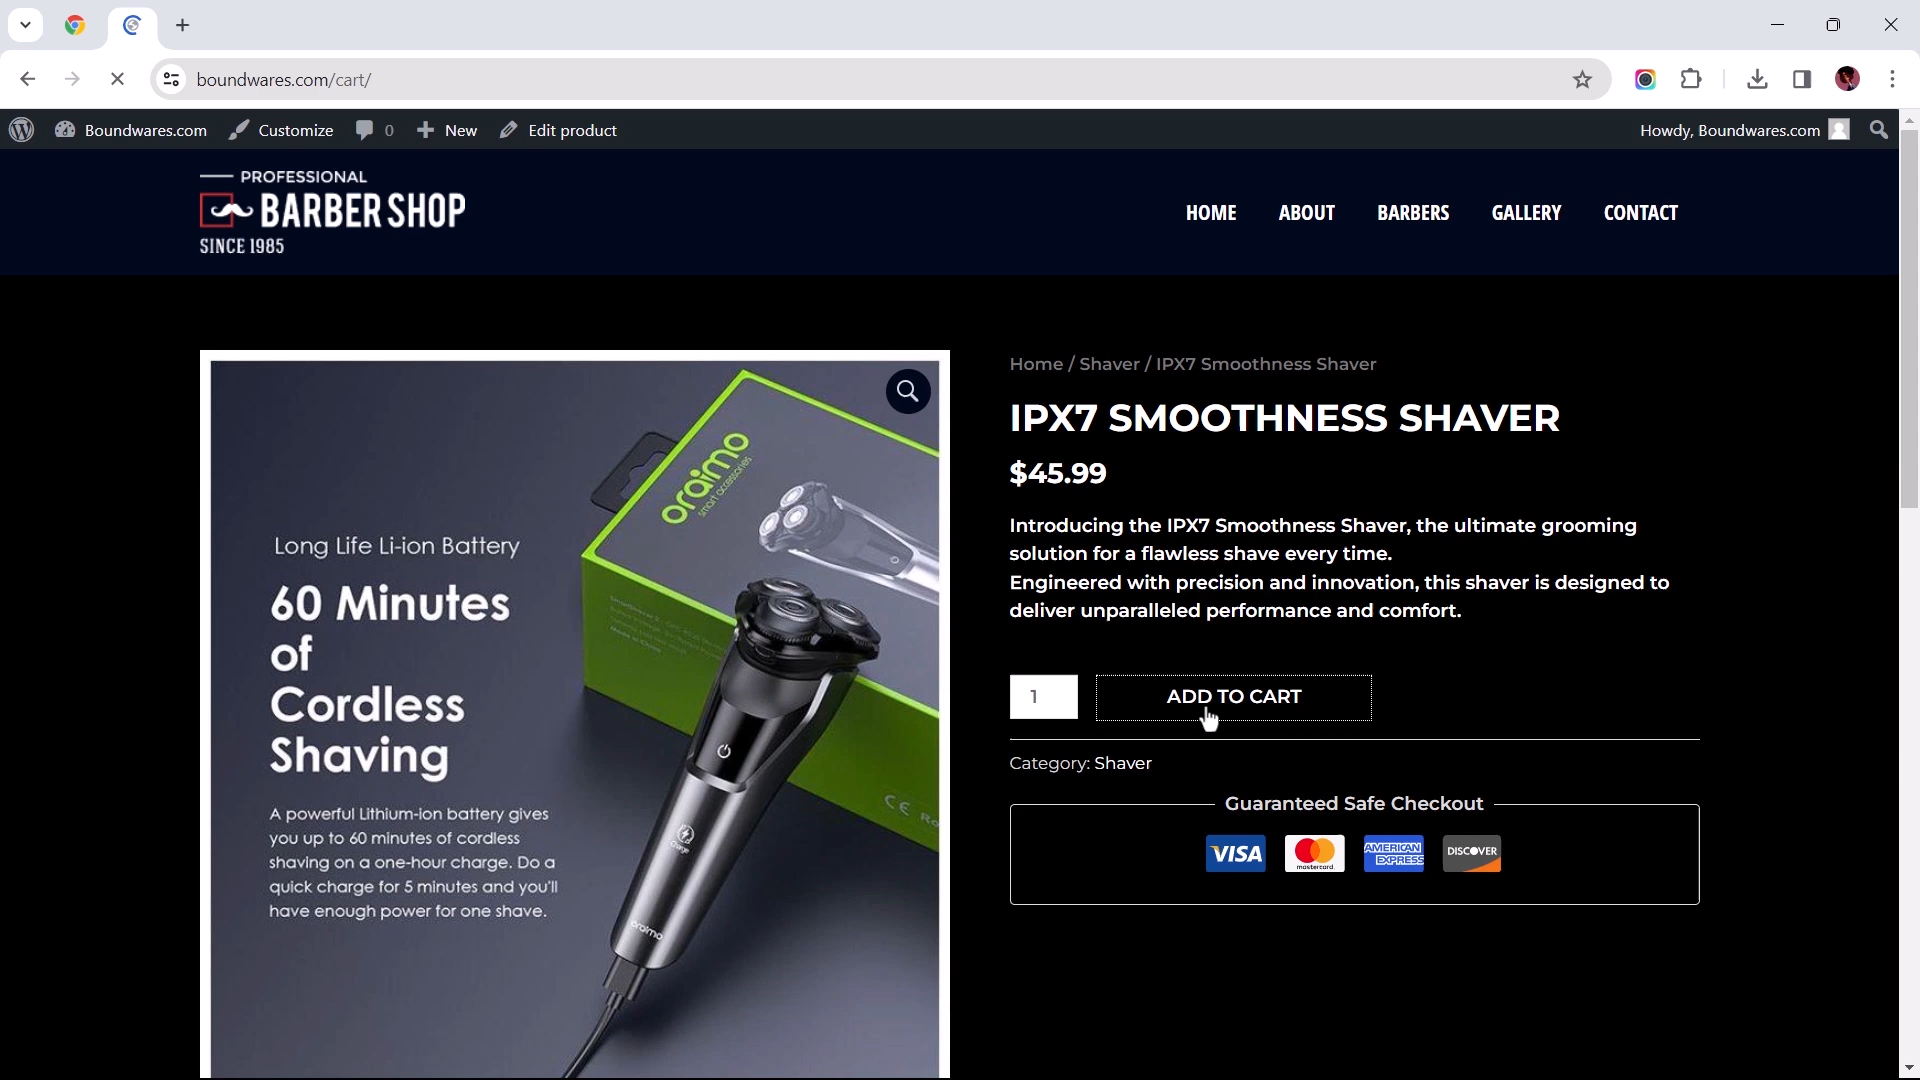 boundwares.com/cart/
Boundwares.com
Customize
0
New
Edit product
Howdy, Boundwares.com
PROFESSIONAL
BARBER SHOP
SINCE 1985
HOME
ABOUT
BARBERS
GALLERY
CONTACT
Home / Shaver / IPX7 Smoothness Shaver
IPX7 SMOOTHNESS SHAVER
$45.99
Introducing the IPX7 Smoothness Shaver, the ultimate grooming
solution for a flawless shave every time.
Engineered with precision and innovation, this shaver is designed to
deliver unparalleled performance and comfort.
1
ADD TO CART
Category: Shaver
Guaranteed Safe Checkout
VISA
mastercard
AMERICAN
EXPRESS
DISCOVER
oraimo
smart accessories
Long Life Li-ion Battery
60 Minutes
of
Cordless
Shaving
A powerful Lithium-ion battery gives
you up to 60 minutes of cordless
shaving on a one-hour charge. Do a
quick charge for 5 minutes and you'll
have enough power for one shave.
Charge
oraimo
CE Ro